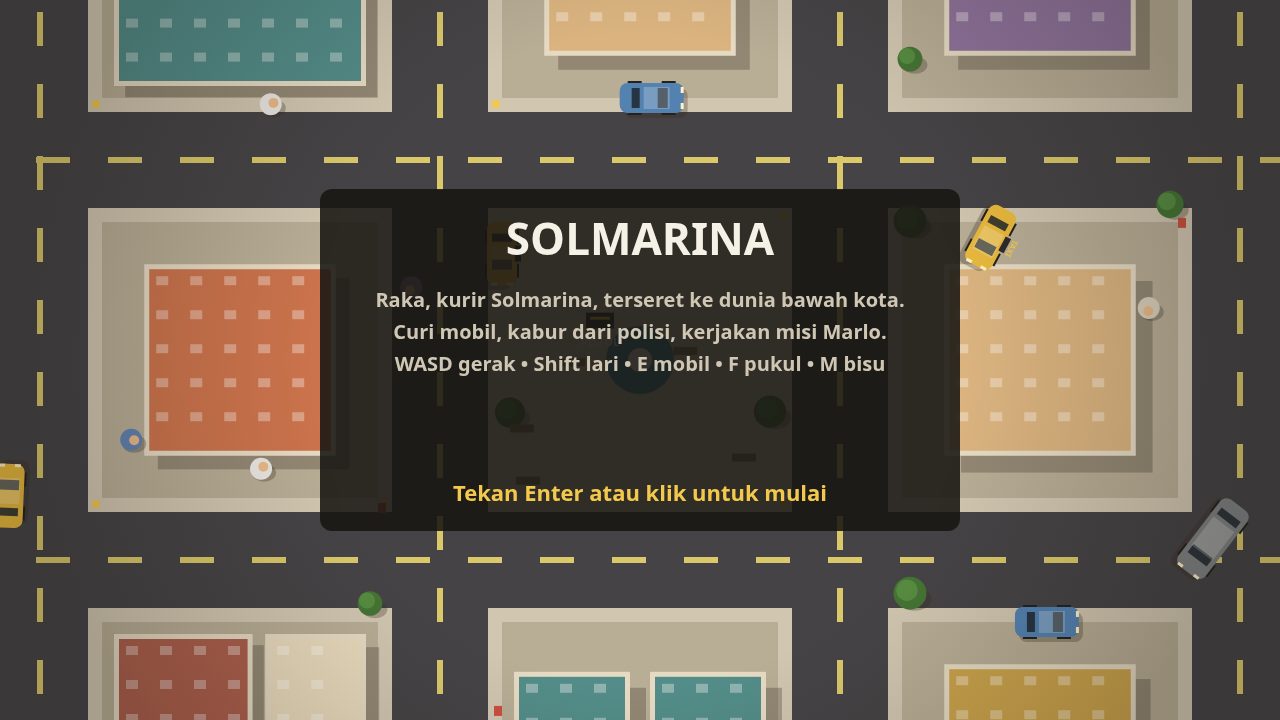 SOLMARINA
Raka, kurir Solmarina, terseret ke dunia bawah kota.
Curi mobil, kabur dari polisi, kerjakan misi Marlo.
WASD gerak • Shift lari • E mobil • F pukul • M bisu
Tekan Enter atau klik untuk mulai